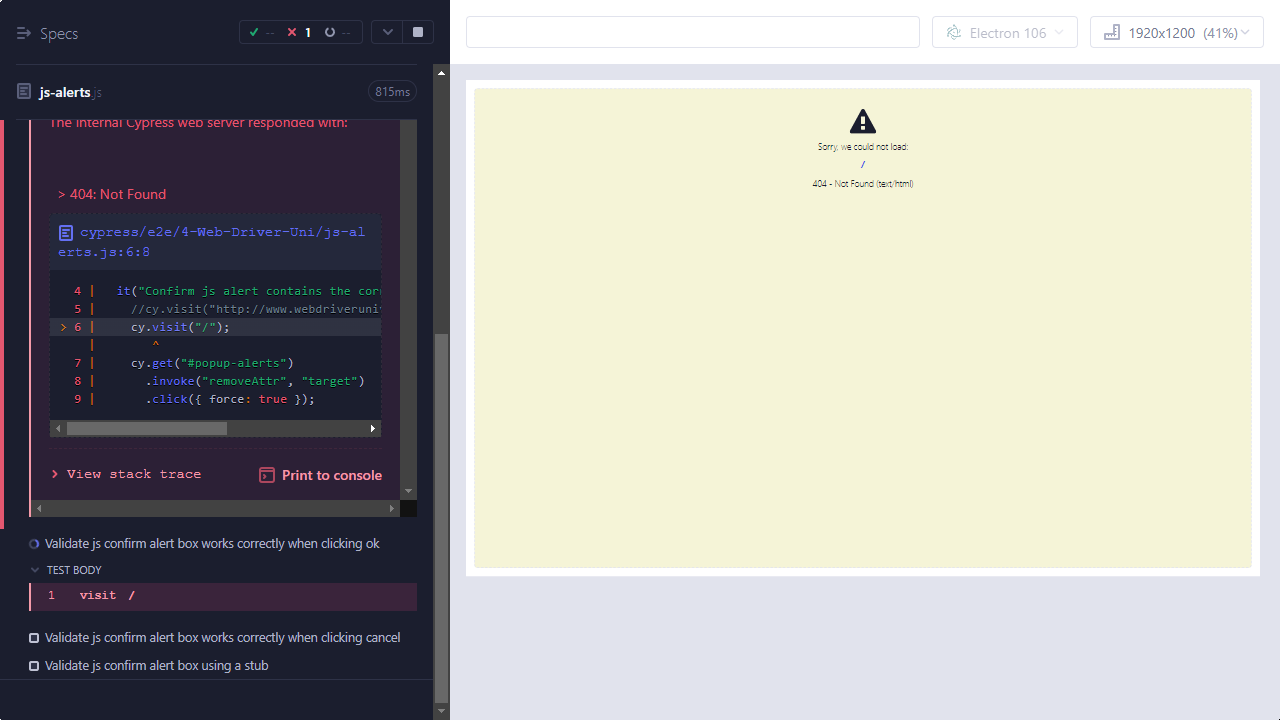 Specs
-- 1 --
Electron 106
1920x1200 (41%)
js-alerts.js
815ms
The internal Cypress web server responded with:
> 404: Not Found
cypress/e2e/4-Web-Driver-Uni/js-al
erts.js:6:8
4 | it("Confirm js alert contains the cor
5 | //cy.visit("http://www.webdriveruni
> 6 | cy.visit("/");
| ^
7 | cy.get("#popup-alerts")
8 | .invoke("removeAttr", "target")
9 | .click({ force: true });
> View stack trace
Print to console
Validate js confirm alert box works correctly when clicking ok
TEST BODY
1 visit /
Validate js confirm alert box works correctly when clicking cancel
Validate js confirm alert box using a stub
Sorry, we could not load:
/
404 - Not Found (text/html)